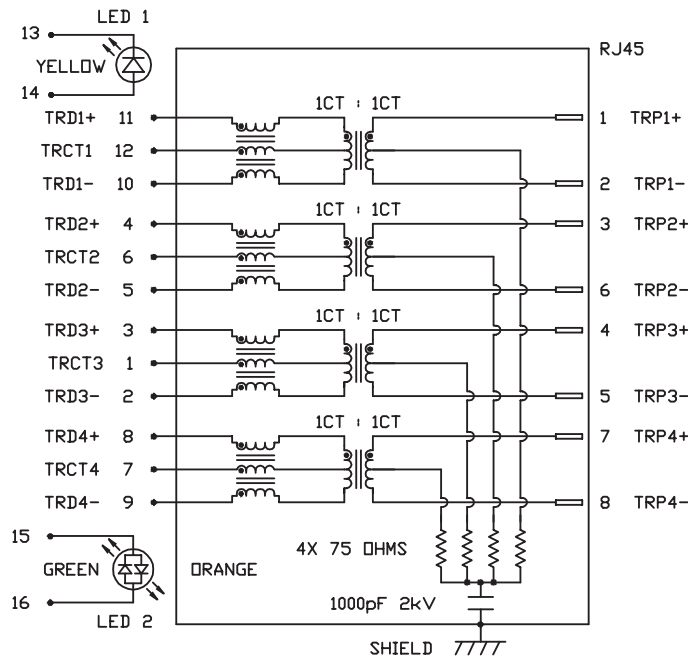 LED 1
13
YELLOW
14
RJ45
1CT : 1CT
TRD1+ 11
1 TRP1+
TRCT1 12
TRD1- 10
2 TRP1-
1CT : 1CT
TRD2+ 4
3 TRP2+
TRCT2 6
TRD2- 5
6 TRP2-
1CT : 1CT
TRD3+ 3
4 TRP3+
TRCT3 1
TRD3- 2
5 TRP3-
1CT : 1CT
TRD4+ 8
7 TRP4+
TRCT4 7
TRD4- 9
8 TRP4-
15
4X 75 OHMS
GREEN
ORANGE
16
1000pF 2kV
LED 2
SHIELD